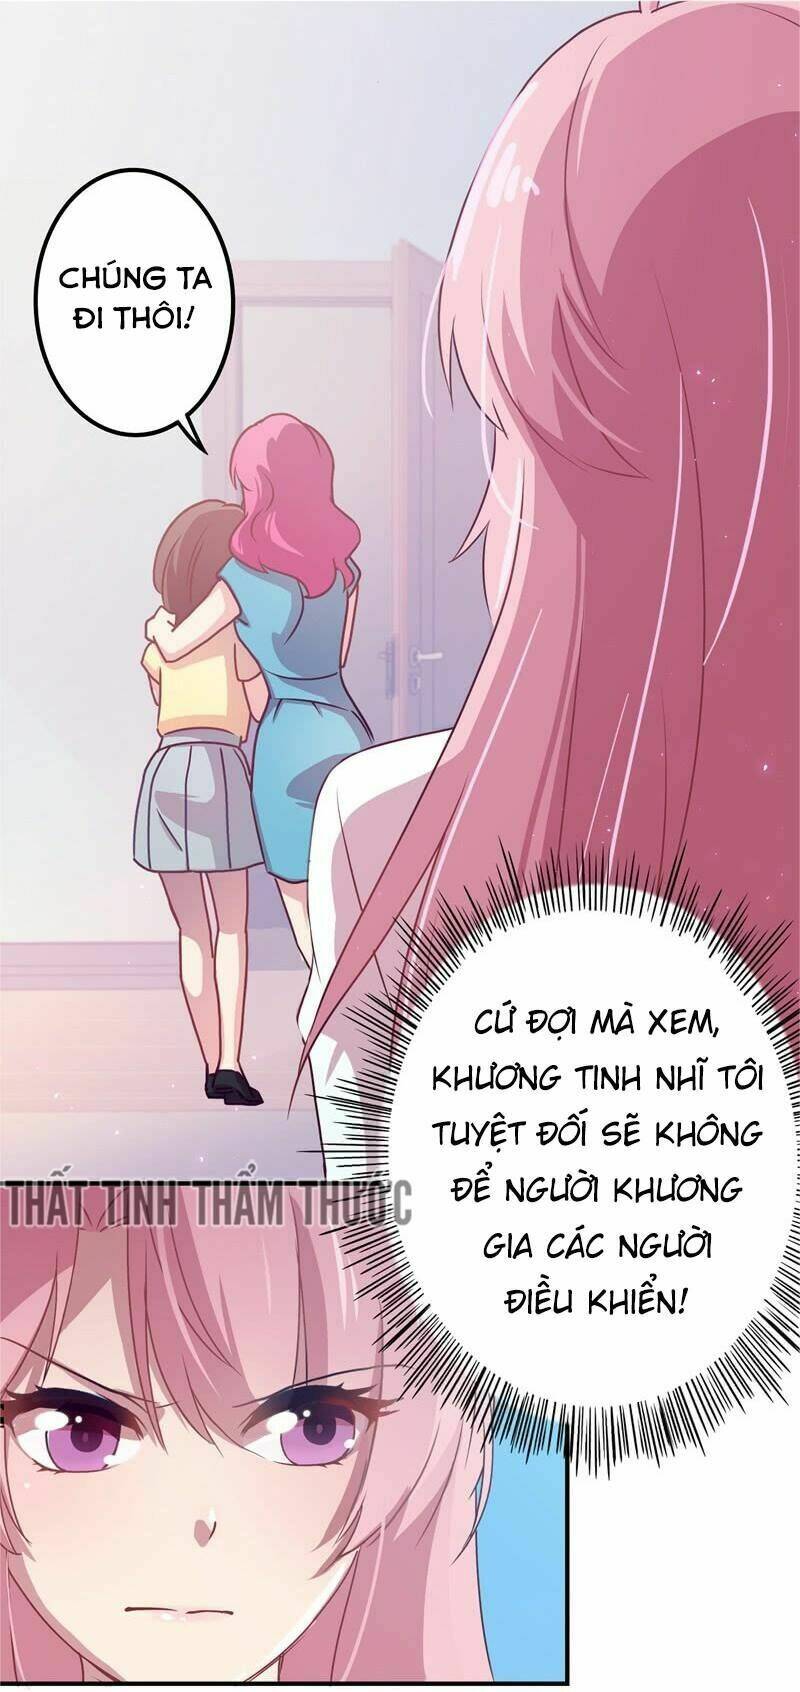 CHÚNG TA
ĐI THÔI!
CỨ ĐỢI MÀ XEM,
KHƯƠNG TINH NHĨ TÔI
TUYỆT ĐỐI SẼ KHÔNG
ĐỂ NGƯỜI KHƯƠNG
GIA CÁC NGƯỜI
ĐIỀU KHIỂN!
THẤT TINH THẨM THƯỚC